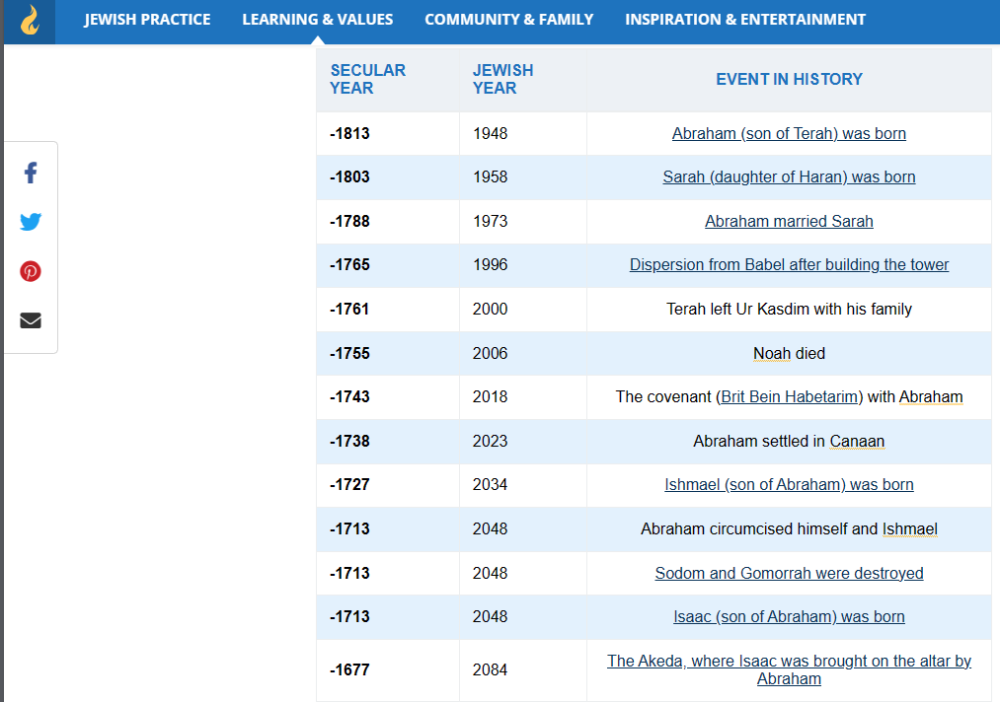 JEWISH PRACTICE LEARNING & VALUES COMMUNITY & FAMILY INSPIRATION & ENTERTAINMENT
SECULAR YEAR JEWISH YEAR EVENT IN HISTORY
-1813 1948 Abraham (son of Terah) was born
-1803 1958 Sarah (daughter of Haran) was born
-1788 1973 Abraham married Sarah
-1765 1996 Dispersion from Babel after building the tower
-1761 2000 Terah left Ur Kasdim with his family
-1755 2006 Noah died
-1743 2018 The covenant (Brit Bein Habetarim) with Abraham
-1738 2023 Abraham settled in Canaan
-1727 2034 Ishmael (son of Abraham) was born
-1713 2048 Abraham circumcised himself and Ishmael
-1713 2048 Sodom and Gomorrah were destroyed
-1713 2048 Isaac (son of Abraham) was born
-1677 2084 The Akeda, where Isaac was brought on the altar by
Abraham